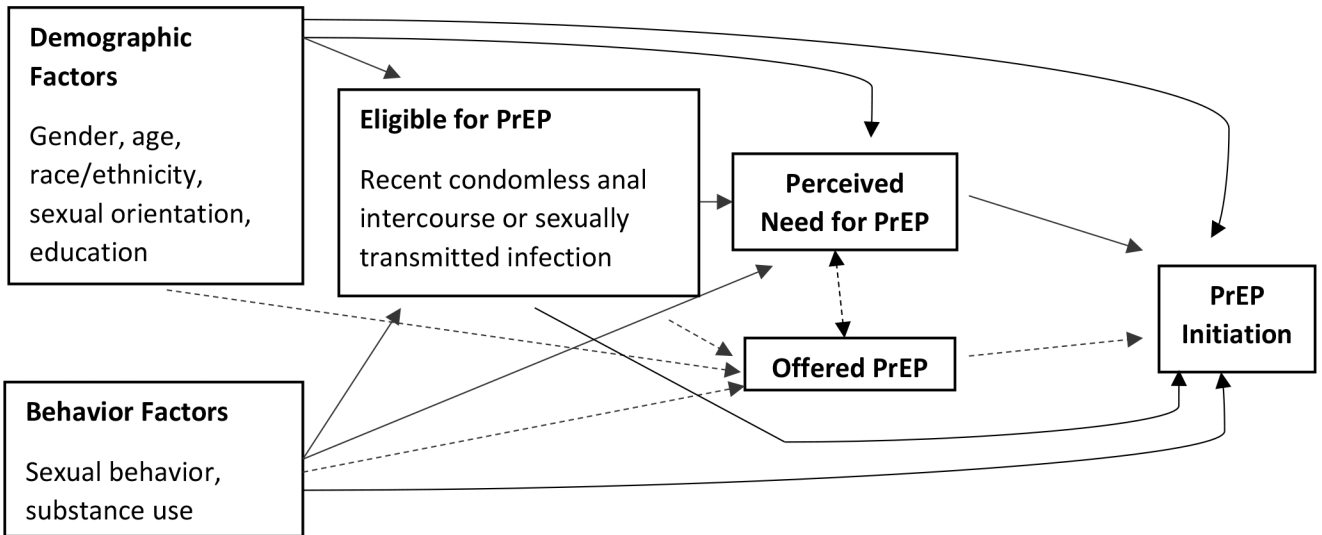 Demographic
Factors
Gender, age,
race/ethnicity,
sexual orientation,
education
Eligible for PrEP
Recent condomless anal
intercourse or sexually
transmitted infection
Perceived
Need for PrEP
Offered PrEP
PrEP
Initiation
Behavior Factors
Sexual behavior,
substance use